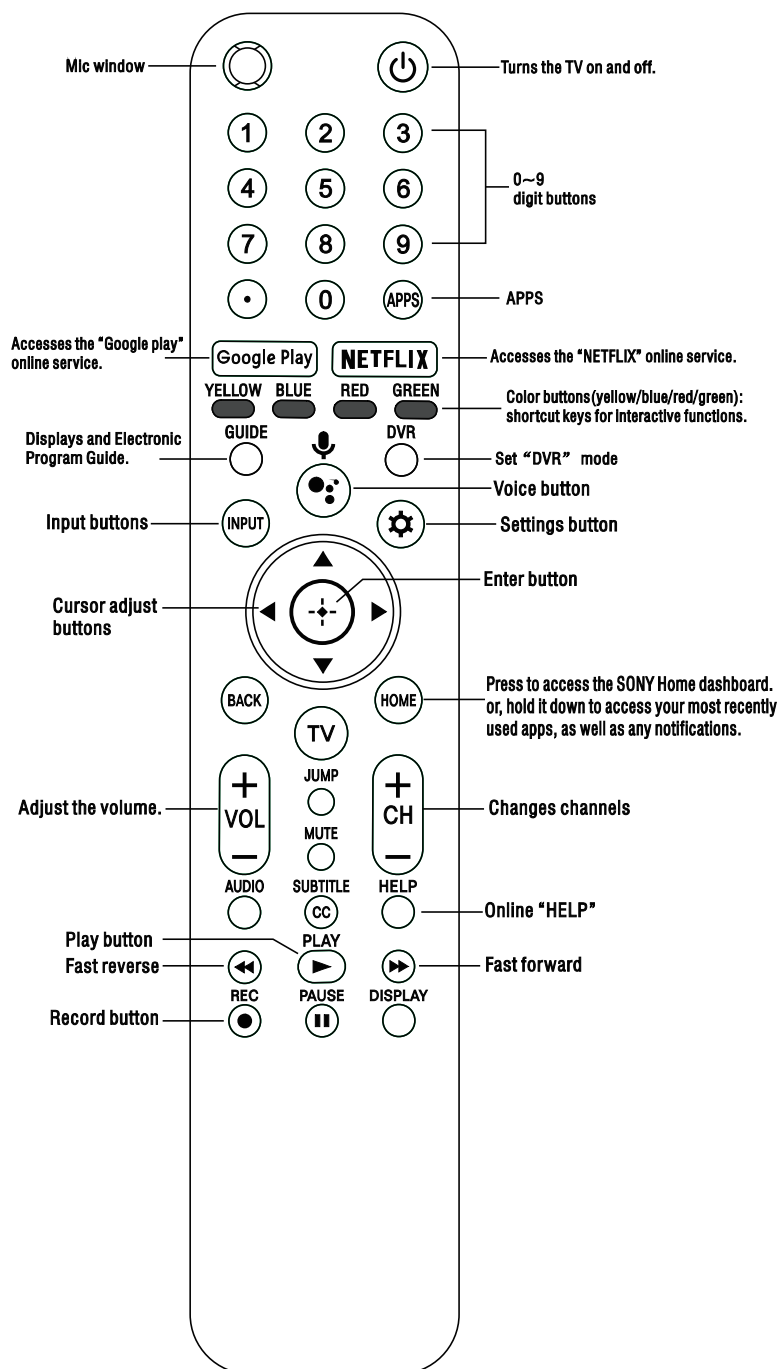 Mic window
Turns the TV on and off.
1 2 3
4 5 6
0~9
digit buttons
7 8 9
• 0 APPS
APPS
Accesses the “Google play”
online service.
Google Play
NETFLIX
Accesses the “NETFLIX” online service.
YELLOW BLUE RED GREEN
Color buttons(yellow/blue/red/green):
shortcut keys for Interactive functions.
Displays and Electronic
Program Guide.
GUIDE
DVR
Set “DVR” mode
Voice button
Input buttons
INPUT
Settings button
Enter button
Cursor adjust
buttons
BACK
HOME
Press to access the SONY Home dashboard.
or, hold it down to access your most recently
used apps, as well as any notifications.
TV
Adjust the volume.
+
VOL
−
JUMP
MUTE
+
CH
−
Changes channels
AUDIO SUBTITLE HELP
CC
Online “HELP”
Play button
PLAY
Fast reverse
Fast forward
REC PAUSE DISPLAY
Record button